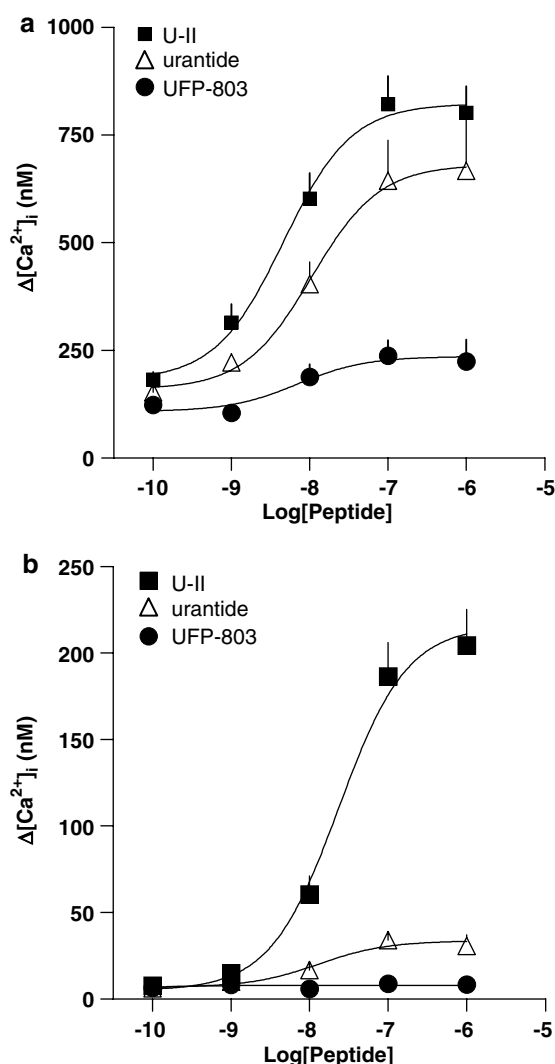 a
1000
U-II
urantide
UFP-803
750
500
250
0
Δ[Ca²⁺]ᵢ (nM)
-10 -9 -8 -7 -6 -5
Log[Peptide]
b
250
U-II
urantide
UFP-803
200
150
100
50
0
Δ[Ca²⁺]ᵢ (nM)
-10 -9 -8 -7 -6 -5
Log[Peptide]